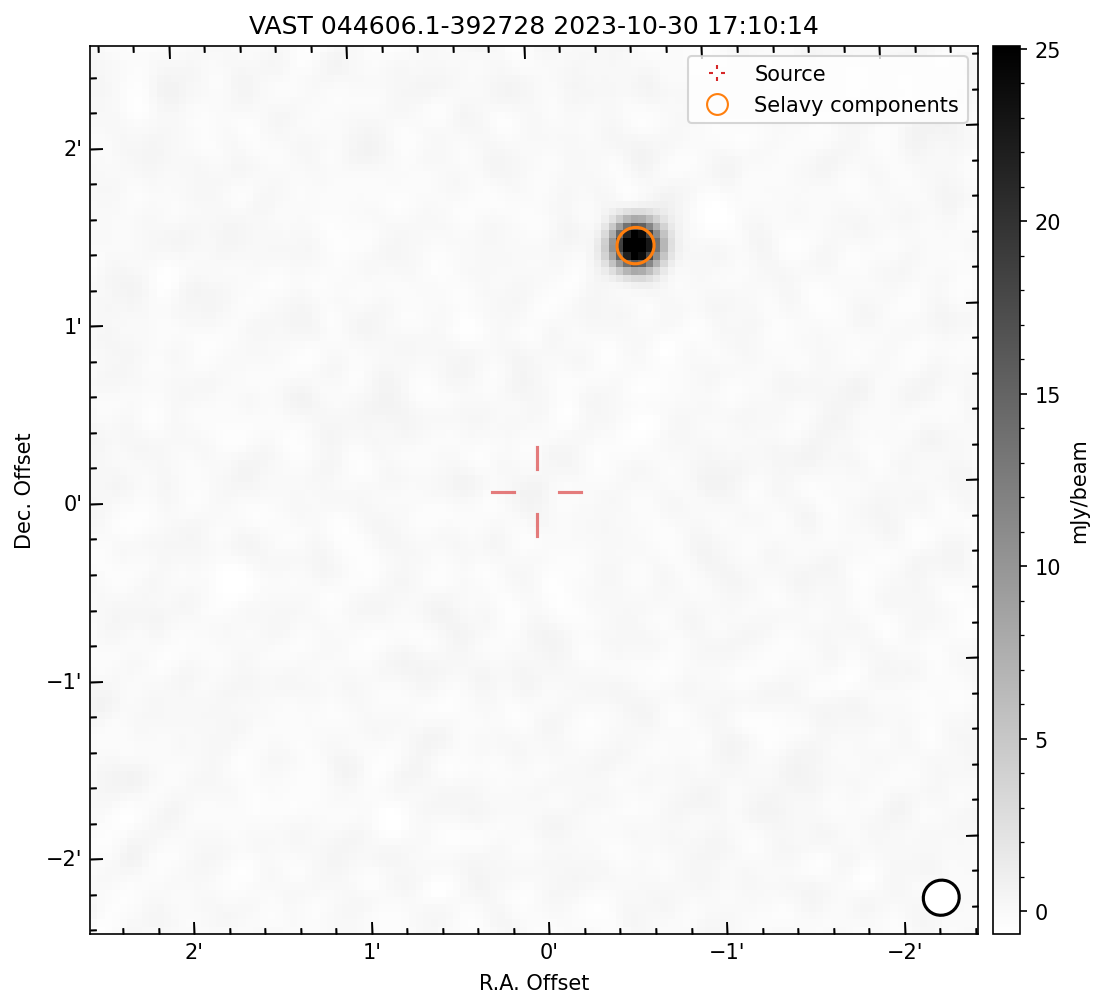 VAST 044606.1-392728 2023-10-30 17:10:14
Source
Selavy components
2'
1'
0'
−1'
−2'
Dec. Offset
2'
1'
0'
−1'
−2'
R.A. Offset
25
20
15
10
5
0
mJy/beam